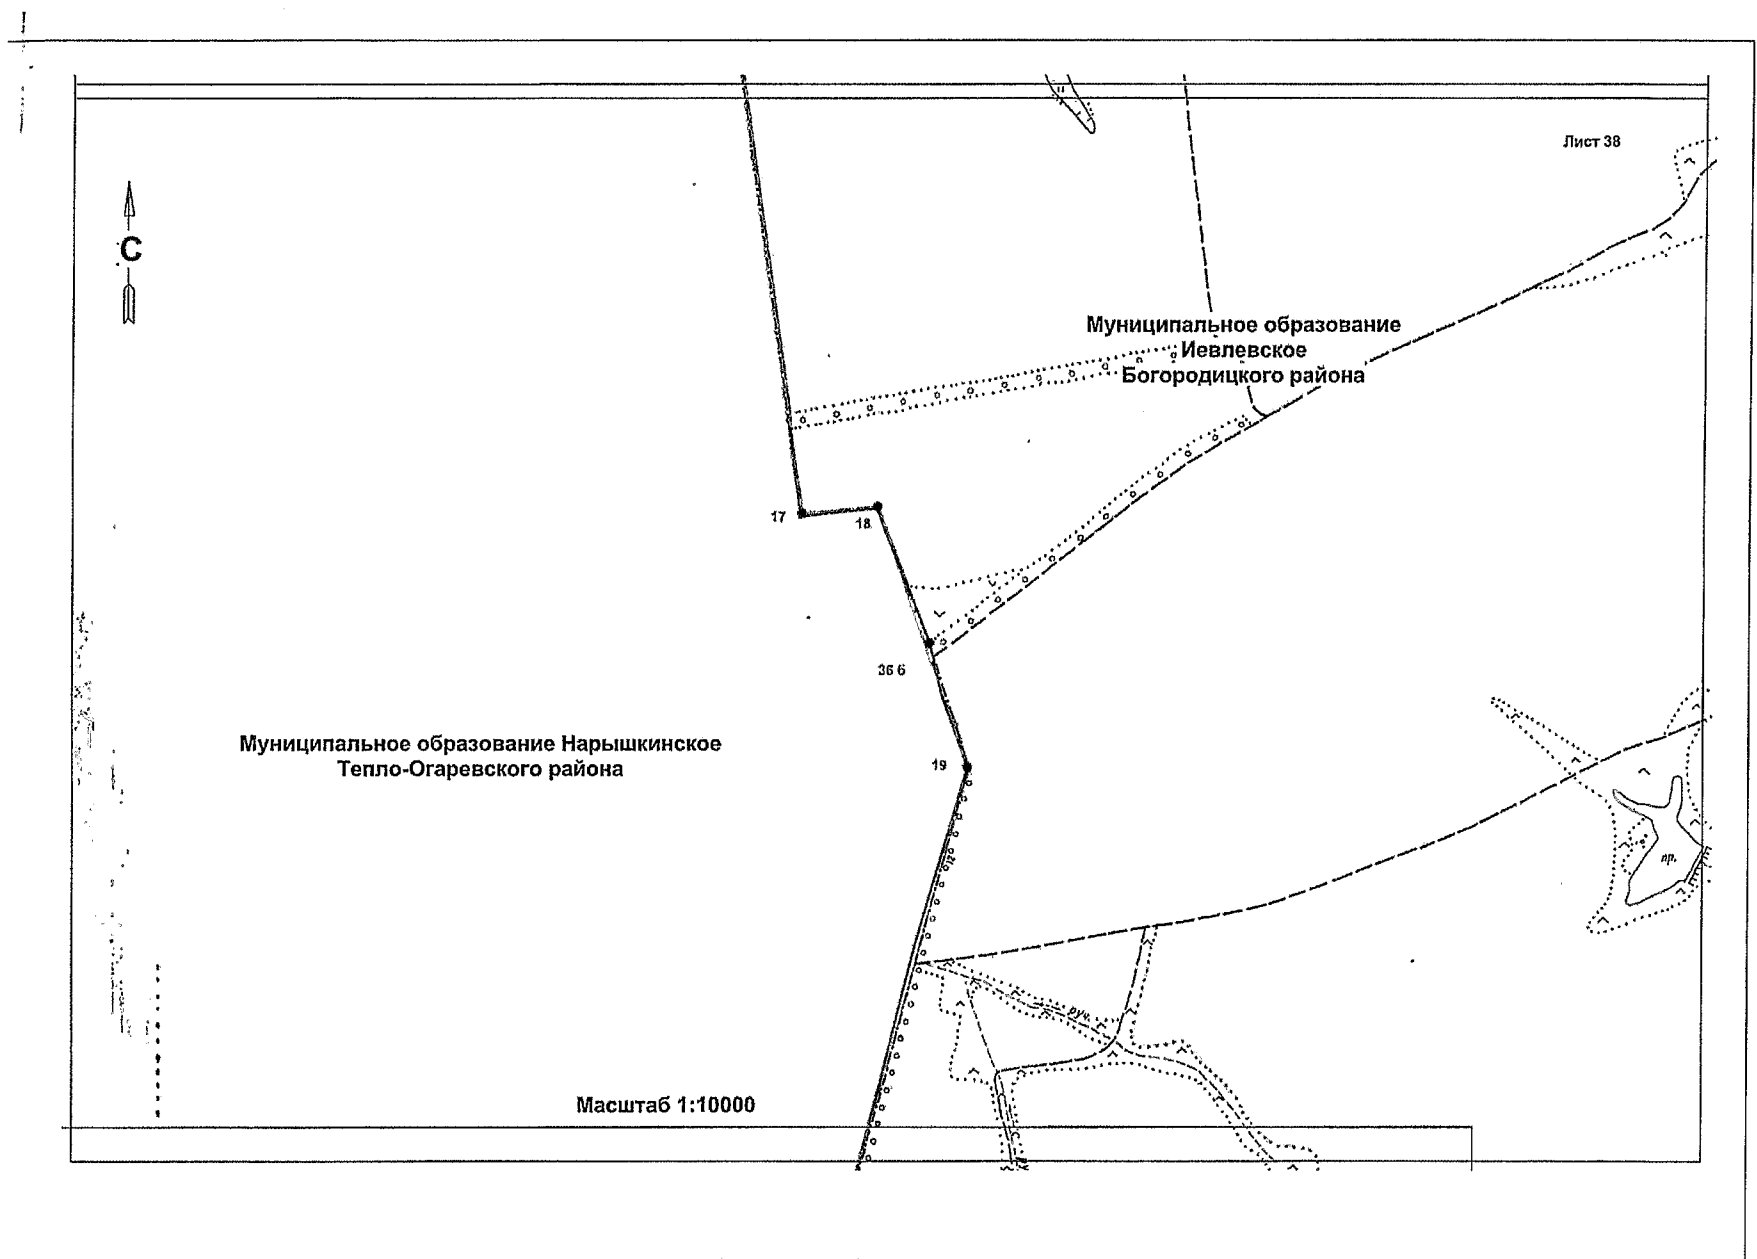 Лист 38
С
Муниципальное образование
Иевлевское
Богородицкого района
17
18
36 6
Муниципальное образование Нарышкинское
Тепло-Огаревского района
19
12
пр.
руч.
Масштаб 1:10000